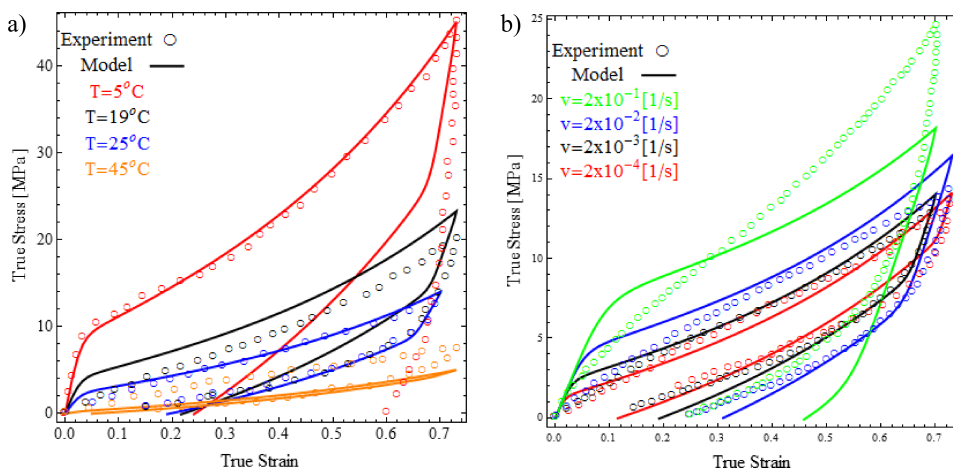 a)
Experiment ○
Model —
T=5°C
T=19°C
T=25°C
T=45°C
True Stress [MPa]
0
10
20
30
40
0.0 0.1 0.2 0.3 0.4 0.5 0.6 0.7
True Strain
b)
Experiment ○
Model —
v=2x10⁻¹[1/s]
v=2x10⁻²[1/s]
v=2x10⁻³[1/s]
v=2x10⁻⁴[1/s]
True Stress [MPa]
0
5
10
15
20
25
0.0 0.1 0.2 0.3 0.4 0.5 0.6 0.7
True Strain